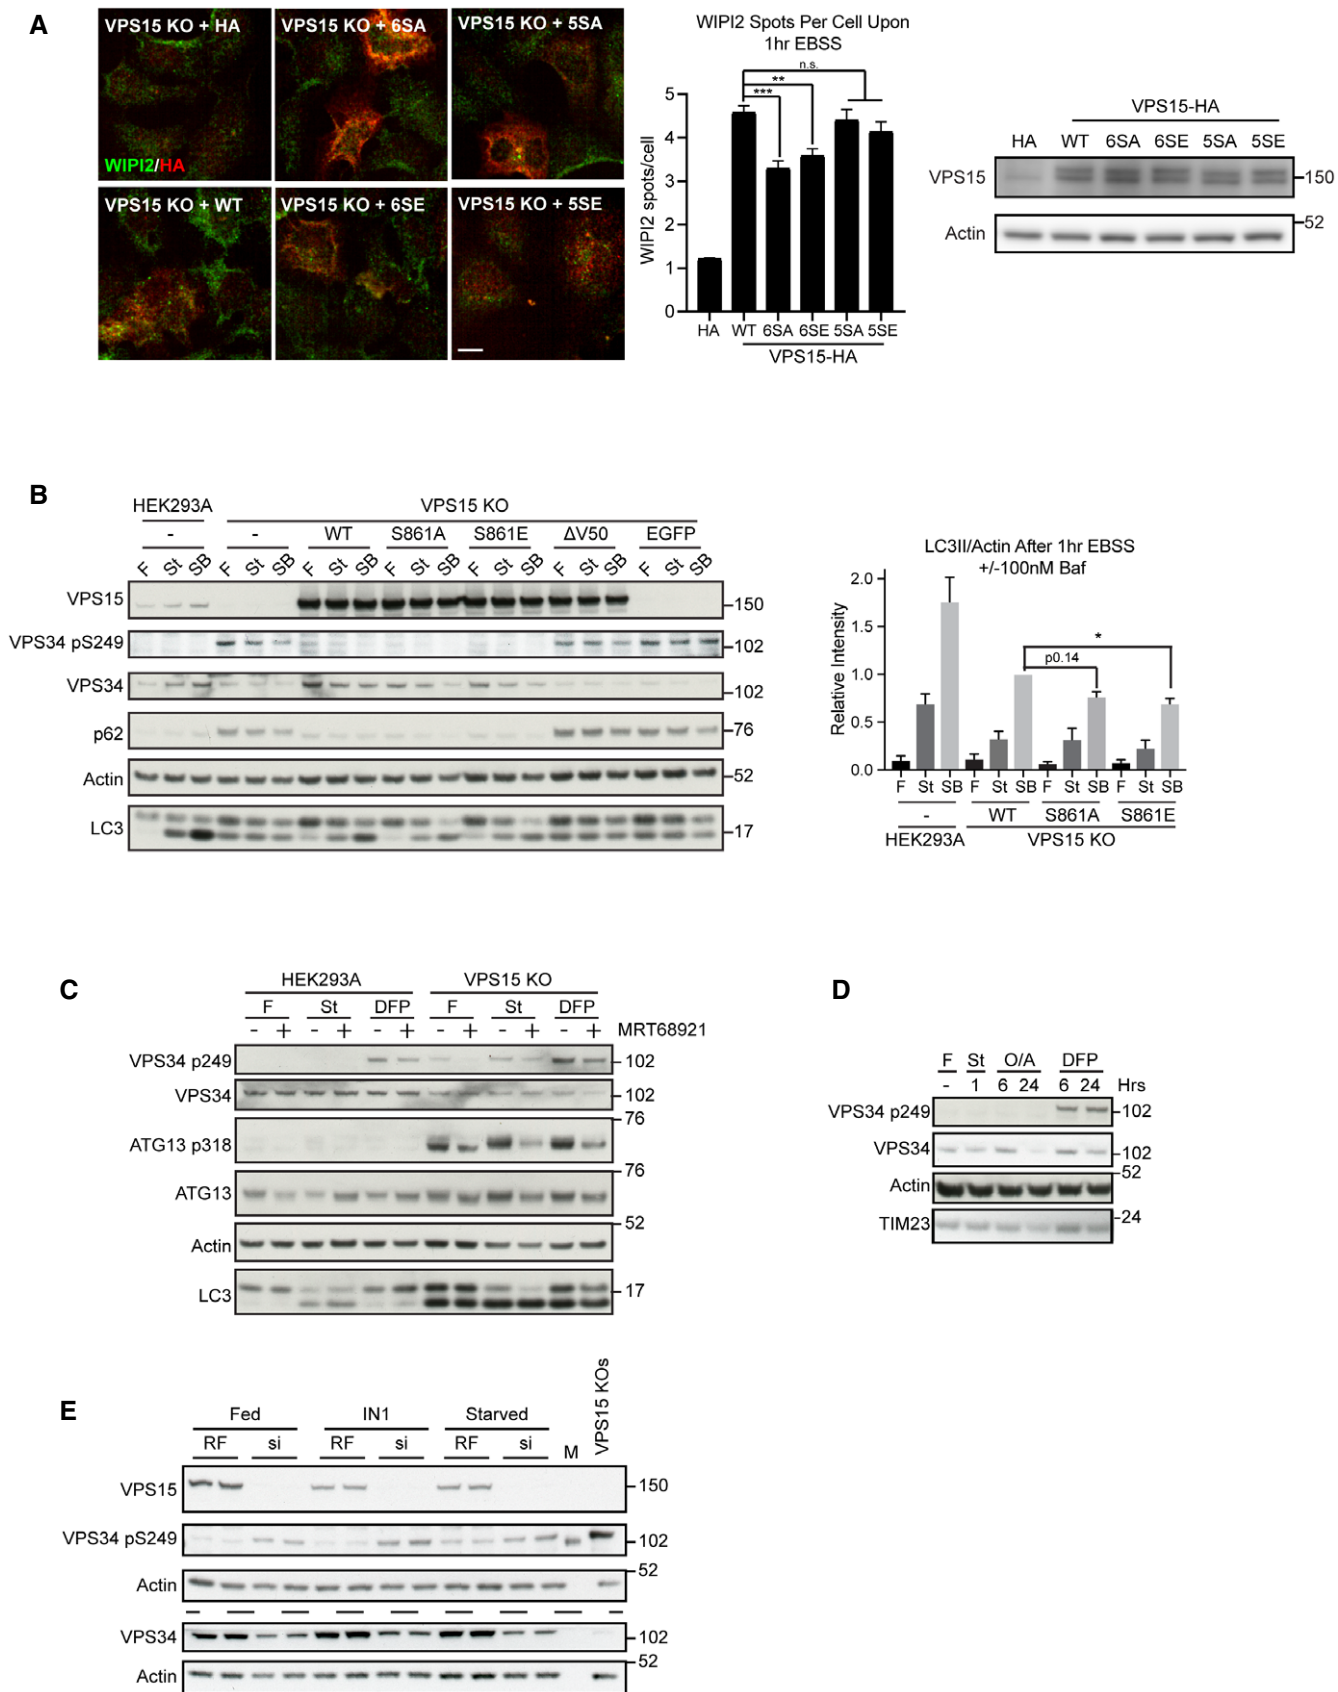 A
VPS15 KO + HA
VPS15 KO + 6SA
VPS15 KO + 5SA
WIPI2/HA
VPS15 KO + WT
VPS15 KO + 6SE
VPS15 KO + 5SE
WIPI2 Spots Per Cell Upon
1hr EBSS
n.s.
**
***
WIPI2 spots/cell
5
4
3
2
1
0
HA WT 6SA 6SE 5SA 5SE
VPS15-HA
VPS15-HA
HA WT 6SA 6SE 5SA 5SE
VPS15 150
Actin 52
B
HEK293A VPS15 KO
- - WT S861A S861E ΔV50 EGFP
F St SB F St SB F St SB F St SB F St SB F St SB F St SB
VPS15 150
VPS34 pS249 102
VPS34 102
p62 76
Actin 52
LC3 17
LC3II/Actin After 1hr EBSS
+/-100nM Baf
Relative Intensity
2.0
1.5
1.0
0.5
0.0
*
p0.14
F St SB F St SB F St SB F St SB
- WT S861A S861E
HEK293A VPS15 KO
C
HEK293A VPS15 KO
F St DFP F St DFP
- + - + - + - + - + - + MRT68921
VPS34 p249 102
VPS34 102
76
ATG13 p318
76
ATG13
52
Actin
LC3 17
D
F St O/A DFP
- 1 6 24 6 24 Hrs
VPS34 p249 102
VPS34 102
52
Actin
TIM23 24
E
Fed IN1 Starved
RF si RF si RF si M VPS15 KOs
VPS15 150
VPS34 pS249 102
52
Actin
VPS34 102
52
Actin